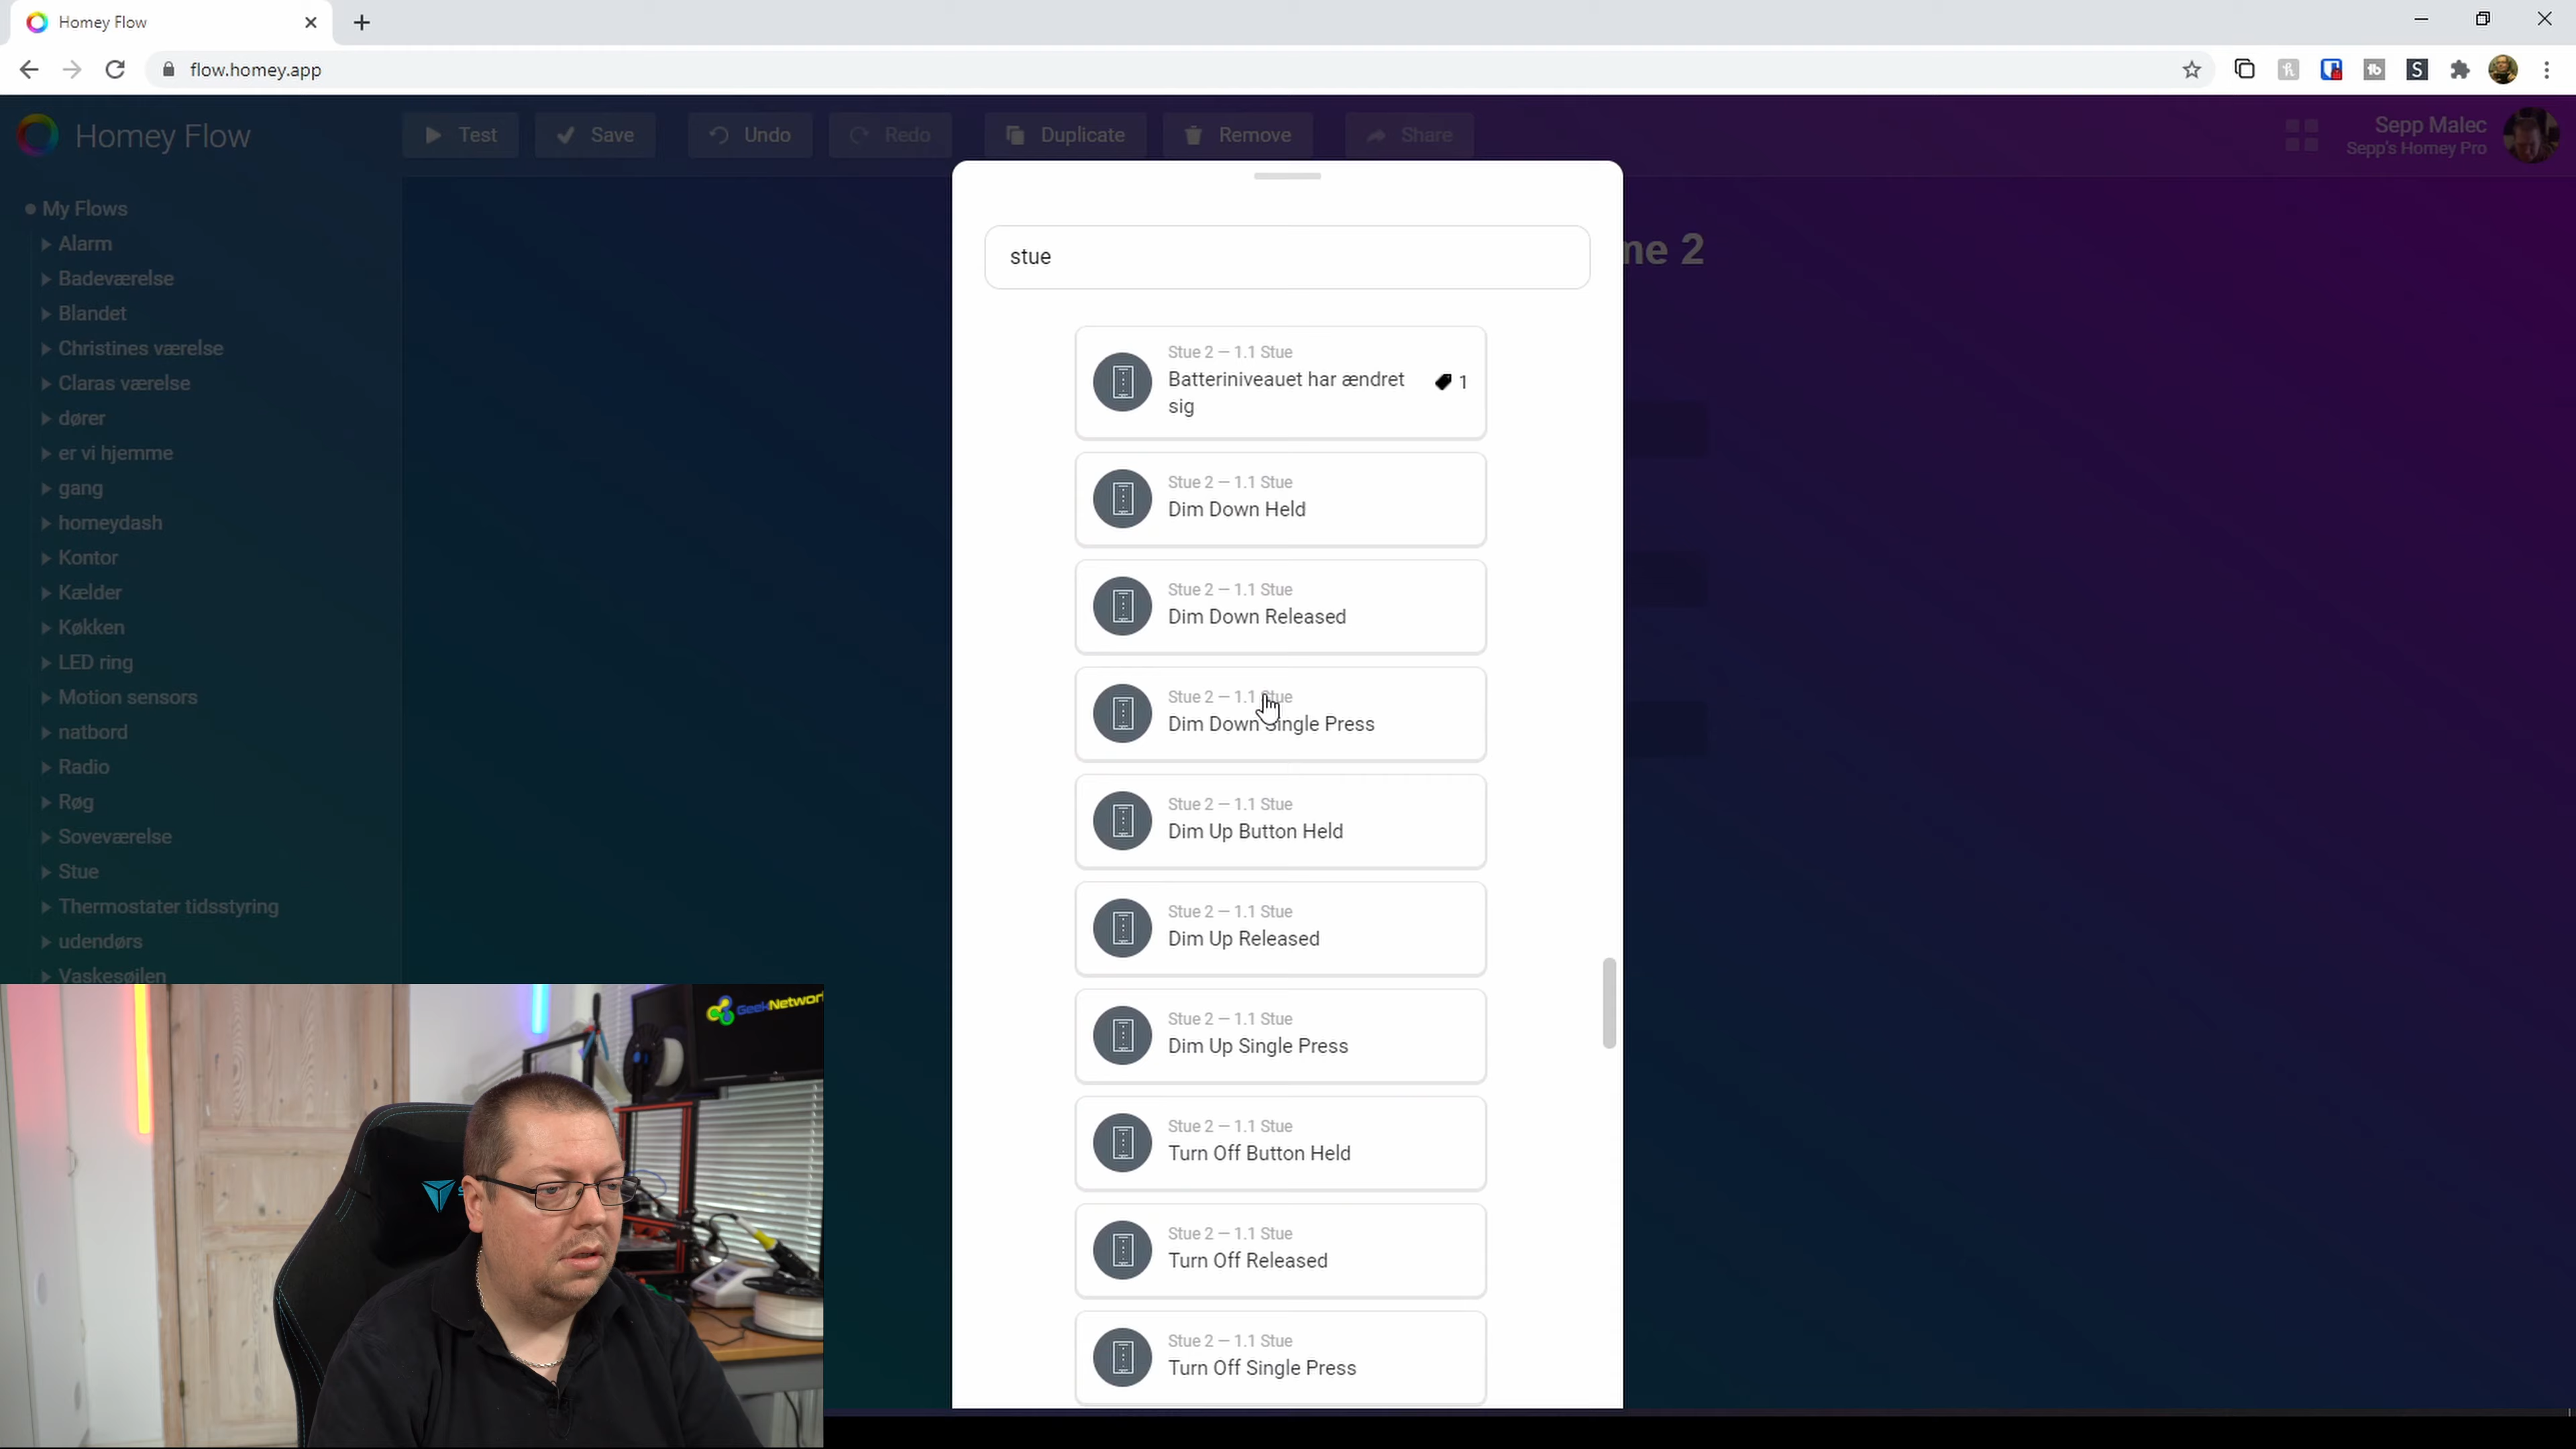 Homey Flow
flow.homey.app
Homey Flow
Test
Save
Undo
Redo
Duplicate
Remove
Share
Sepp Malec
Sepp's Homey Pro
My Flows
Alarm
Badeværelse
Blandet
Christines værelse
Claras værelse
dører
er vi hjemme
gang
homeydash
Kontor
Kælder
Køkken
LED ring
Motion sensors
natbord
Radio
Røg
Soveværelse
Stue
Thermostater tidsstyring
udendørs
Vaskesøjlen
me 2
stue
Stue 2 – 1.1 Stue
Batteriniveauet har ændret
sig
1
Stue 2 – 1.1 Stue
Dim Down Held
Stue 2 – 1.1 Stue
Dim Down Released
Stue 2 – 1.1 Stue
Dim Down Single Press
Stue 2 – 1.1 Stue
Dim Up Button Held
Stue 2 – 1.1 Stue
Dim Up Released
Stue 2 – 1.1 Stue
Dim Up Single Press
Stue 2 – 1.1 Stue
Turn Off Button Held
Stue 2 – 1.1 Stue
Turn Off Released
Stue 2 – 1.1 Stue
Turn Off Single Press
GeekNetwor